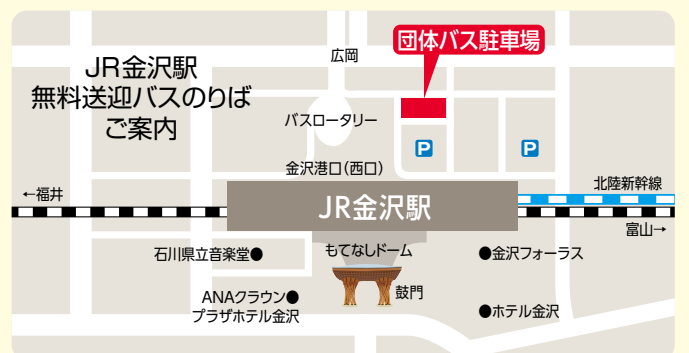 JR金沢駅
無料送迎バスのりば
ご案内
広岡
団体バス駐車場
バスロータリー
P
P
金沢港口(西口)
←福井
JR金沢駅
北陸新幹線
富山→
石川県立音楽堂●
もてなしドーム
●金沢フォーラス
ANAクラウン●
プラザホテル金沢
鼓門
●ホテル金沢